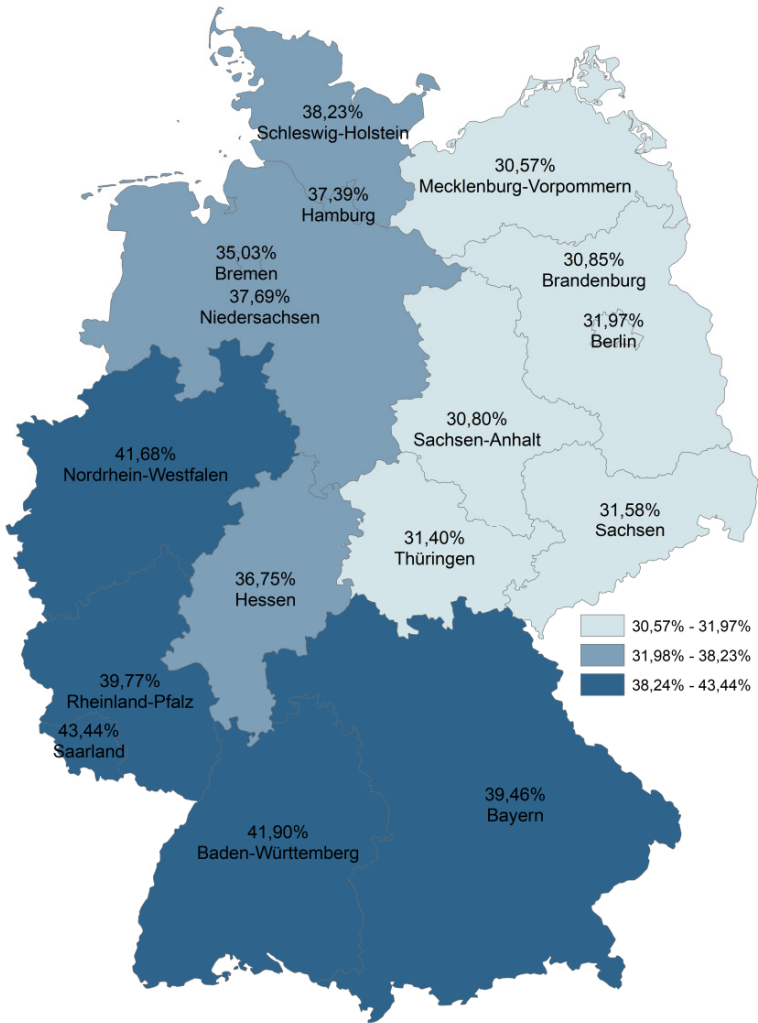 38,23%
Schleswig-Holstein
30,57%
Mecklenburg-Vorpommern
37,39%
Hamburg
35,03%
Bremen
30,85%
Brandenburg
37,69%
Niedersachsen
31,97%
Berlin
30,80%
Sachsen-Anhalt
41,68%
Nordrhein-Westfalen
31,58%
Sachsen
31,40%
Thüringen
36,75%
Hessen
30,57% - 31,97%
31,98% - 38,23%
38,24% - 43,44%
39,77%
Rheinland-Pfalz
43,44%
Saarland
39,46%
Bayern
41,90%
Baden-Württemberg